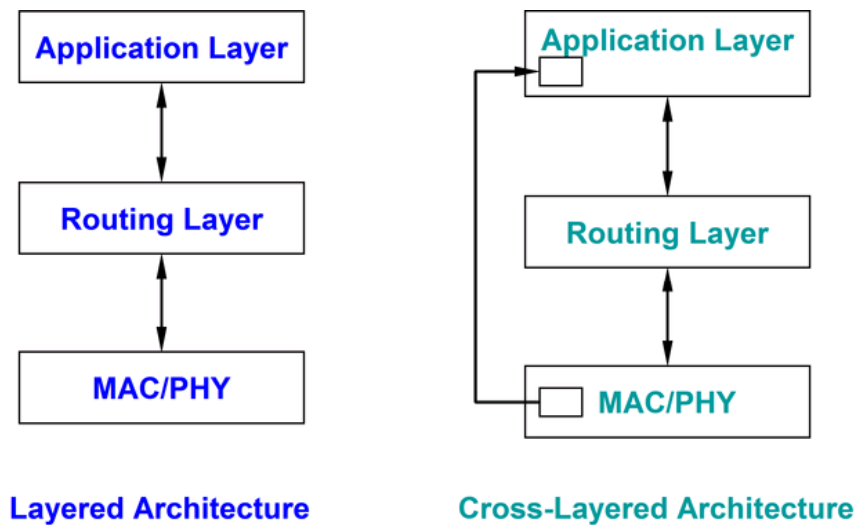 Application Layer
Routing Layer
MAC/PHY
Layered Architecture
Application Layer
Routing Layer
MAC/PHY
Cross-Layered Architecture